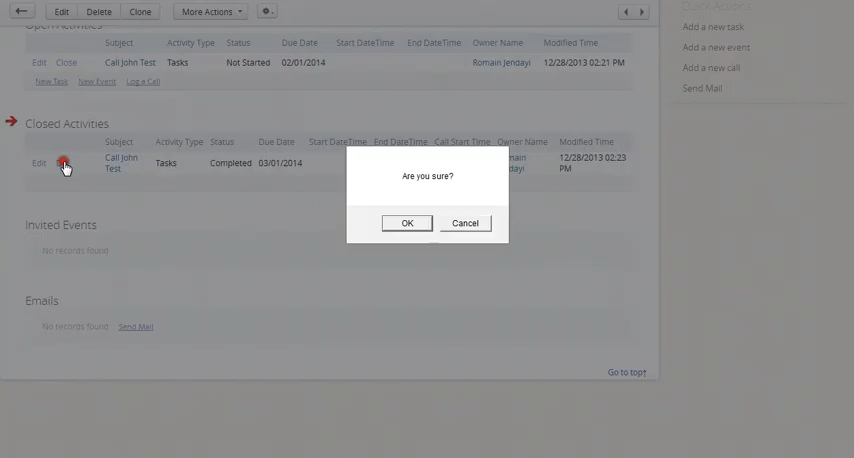 Edit Delete Clone More Actions
Quick Actions
Open Activities
Add a new task
Subject Activity Type Status Due Date Start DateTime End DateTime Owner Name Modified Time
Add a new event
Edit Close Call John Test Tasks Not Started 02/01/2014 Romain Jendayi 12/28/2013 02:21 PM
Add a new call
New Task New Event Log a Call
Send Mail
Closed Activities
Subject Activity Type Status Due Date Start DateTime End DateTime Call Start Time Owner Name Modified Time
Edit Call John Test Tasks Completed 03/01/2014 12/28/2013 02:23 PM
Are you sure?
OK Cancel
Invited Events
No records found
Emails
No records found Send Mail
Go to top↑